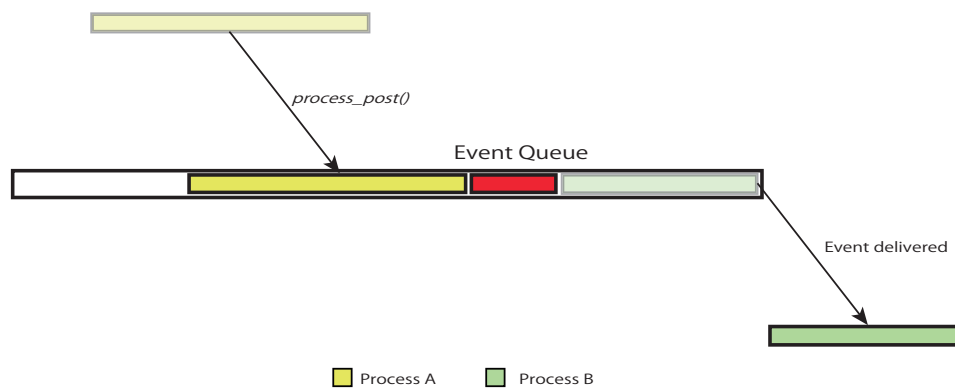 process_post()
Event Queue
Event delivered
Process A
Process B